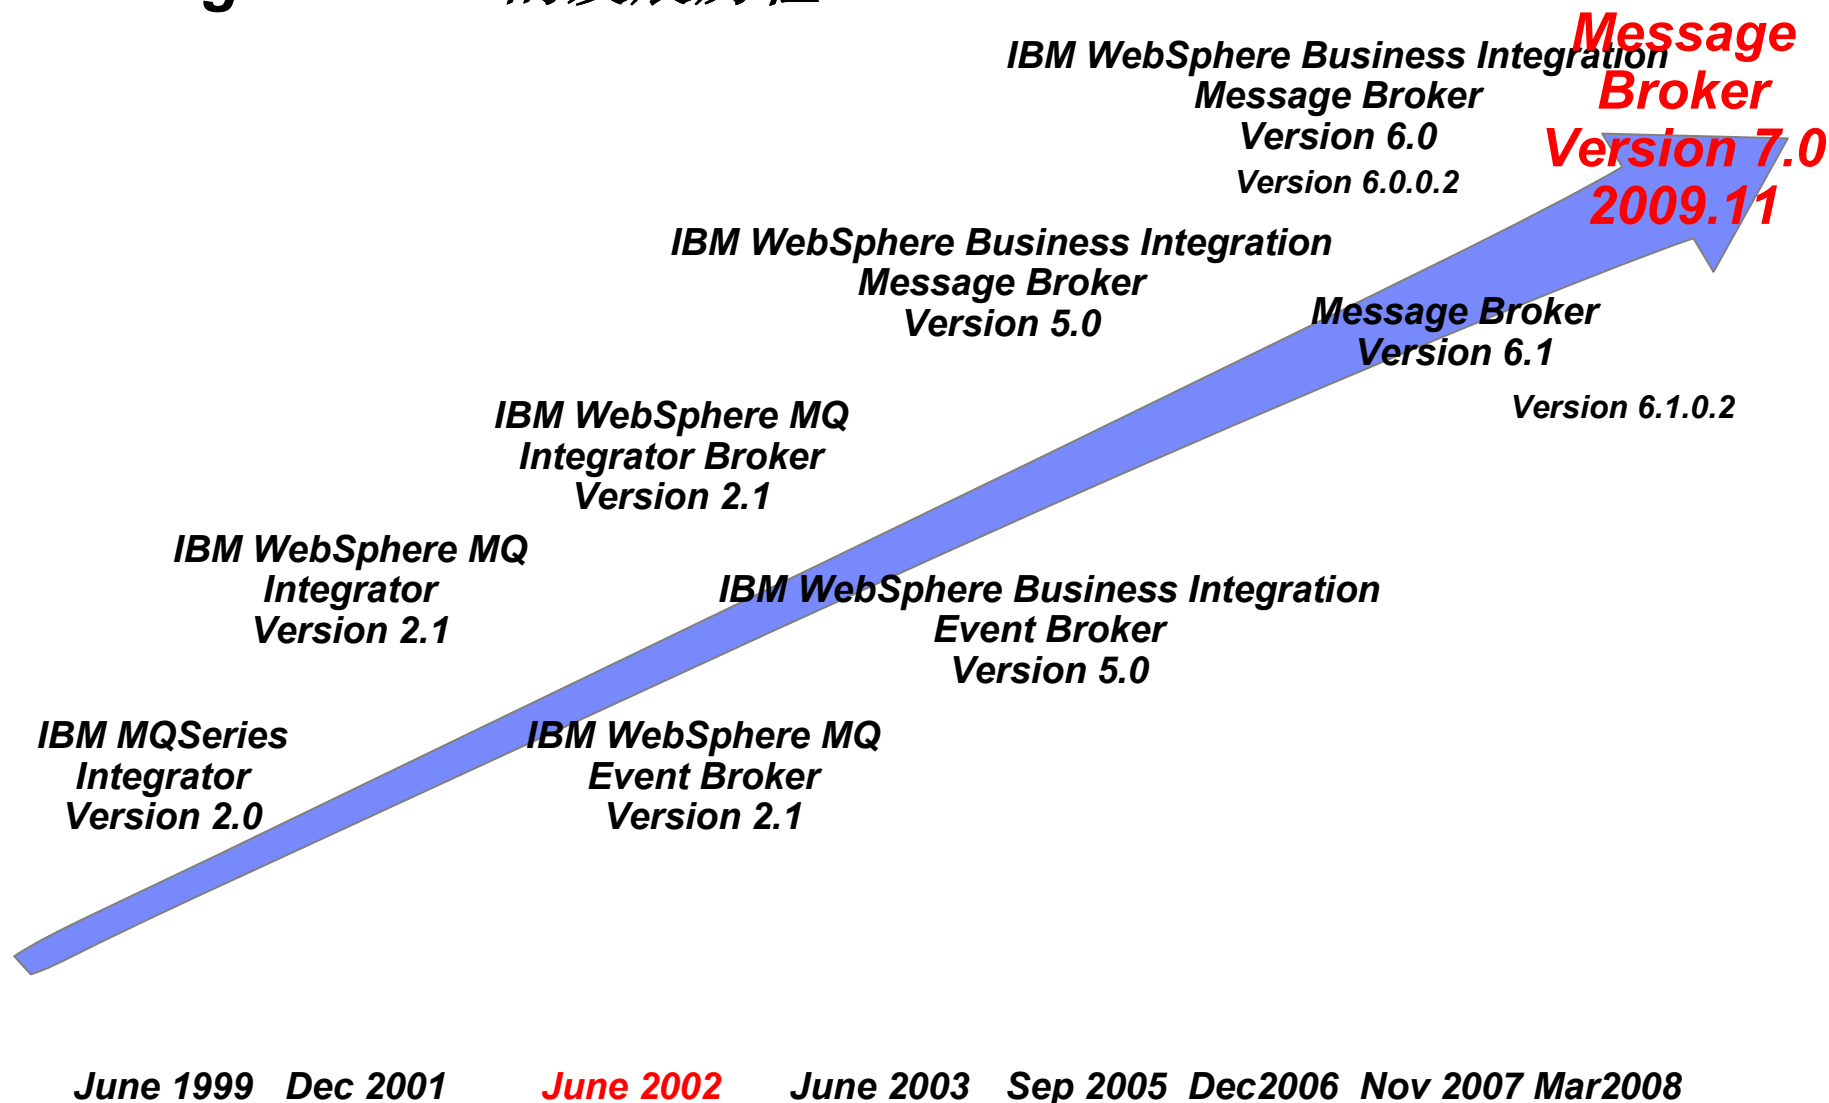 IBM WebSphere Business Integration
Message Broker
Version 6.0
Version 6.0.0.2
Message
Broker
Version 7.0
2009.11
IBM WebSphere Business Integration
Message Broker
Version 5.0
Message Broker
Version 6.1
Version 6.1.0.2
IBM WebSphere MQ
Integrator Broker
Version 2.1
IBM WebSphere MQ
Integrator
Version 2.1
IBM WebSphere Business Integration
Event Broker
Version 5.0
IBM MQSeries
Integrator
Version 2.0
IBM WebSphere MQ
Event Broker
Version 2.1
June 1999 Dec 2001 June 2002 June 2003 Sep 2005 Dec2006 Nov 2007 Mar2008